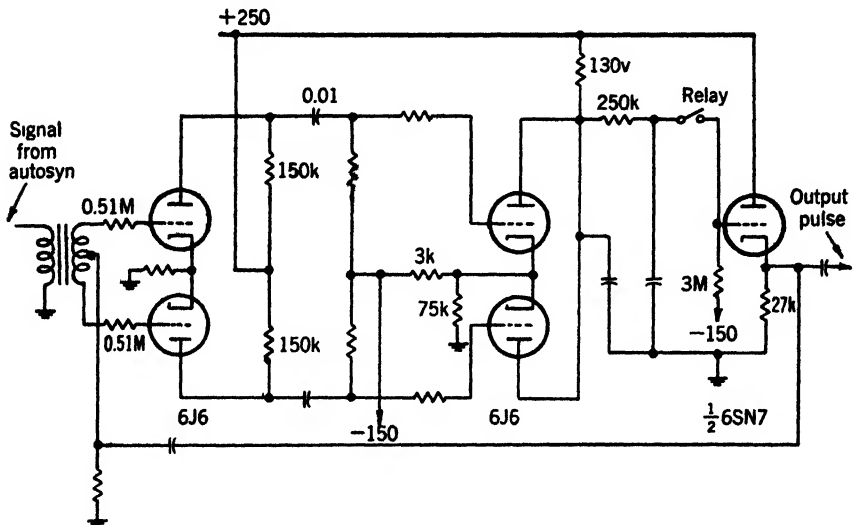 +250
130v
0.01
250k
Relay
Signal
from
autosyn
150k
0.51M
Output
pulse
3k
3M
75k
27k
-150
0.51M
150k
6J6
-150
6J6
½ 6SN7